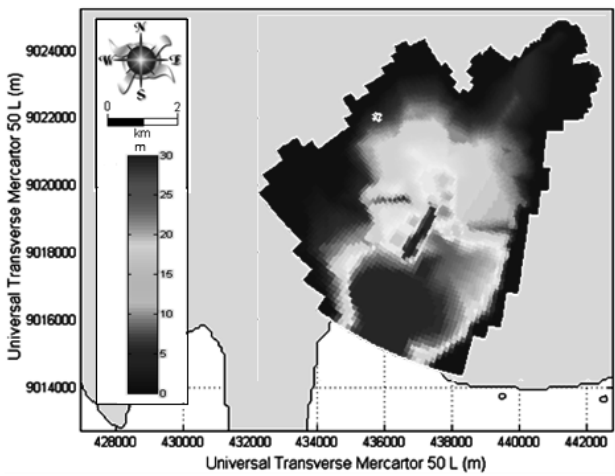 Universal Transverse Mercartor 50 L (m)
9024000
9022000
9020000
9018000
9016000
9014000
N
W E
S
0 2
km
m
30
25
20
15
10
5
0
428000 430000 432000 434000 436000 438000 440000 442000
Universal Transverse Mercartor 50 L (m)